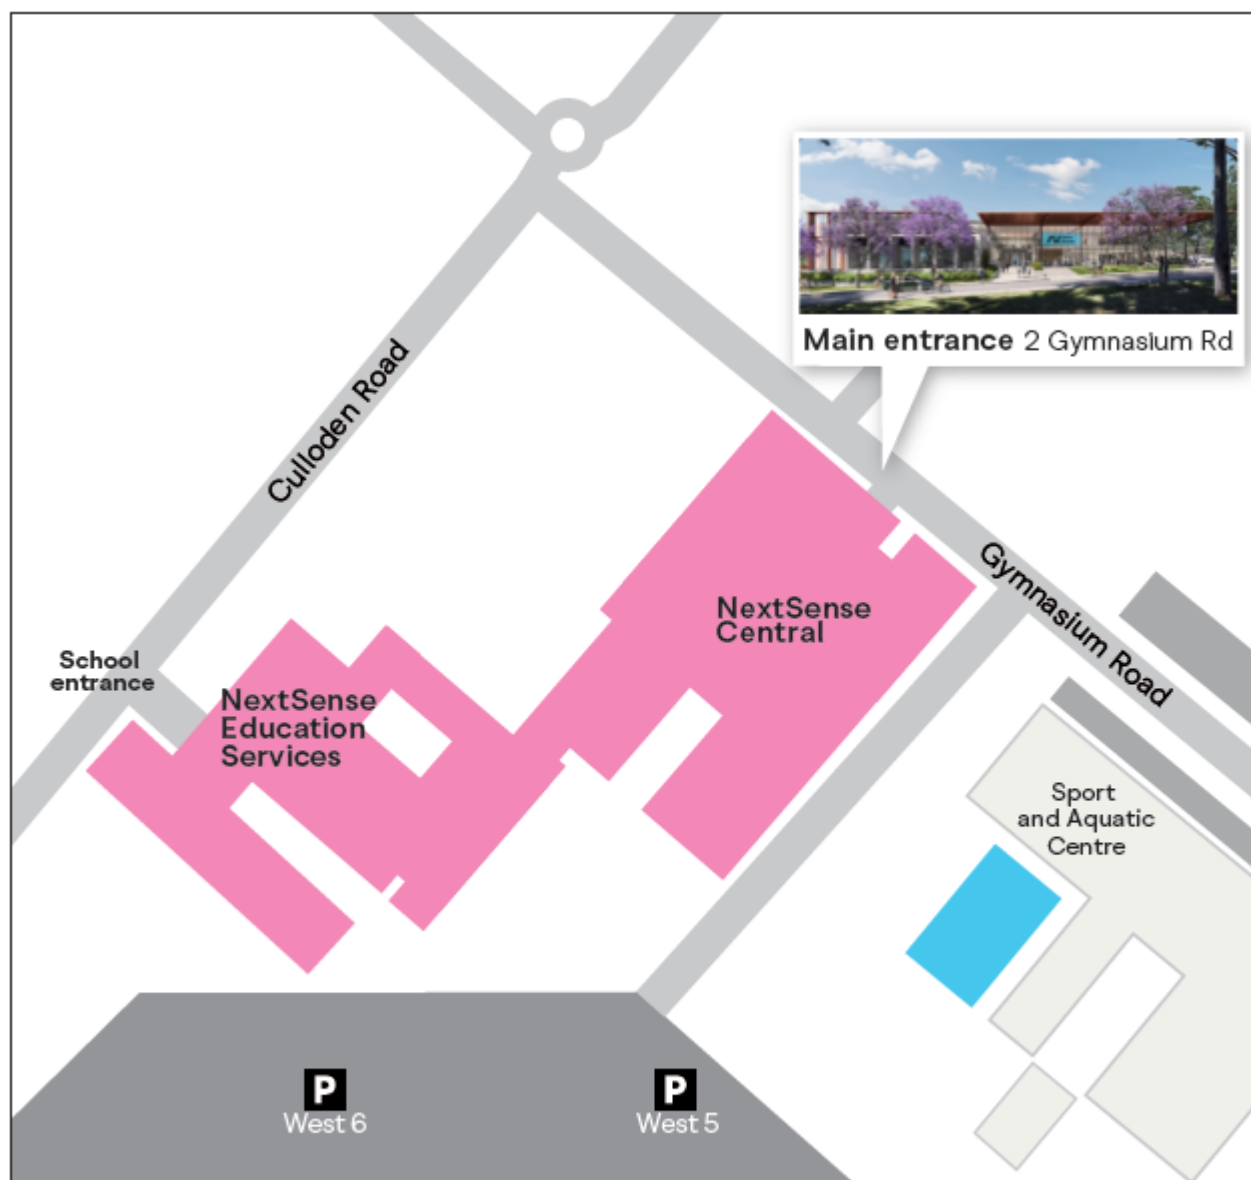 Main entrance 2 Gymnasium Rd
Culloden Road
Gymnasium Road
NextSense
Central
School
entrance
NextSense
Education
Services
Sport
and Aquatic
Centre
P
West 6
P
West 5